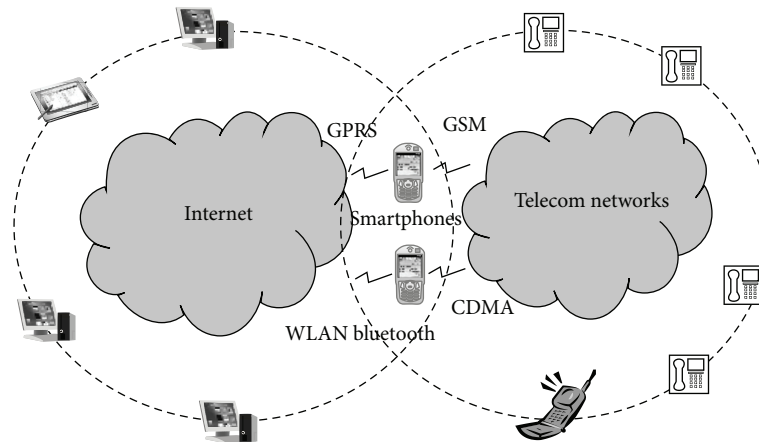 GPRS
GSM
Internet
Smartphones
Telecom networks
WLAN bluetooth
CDMA